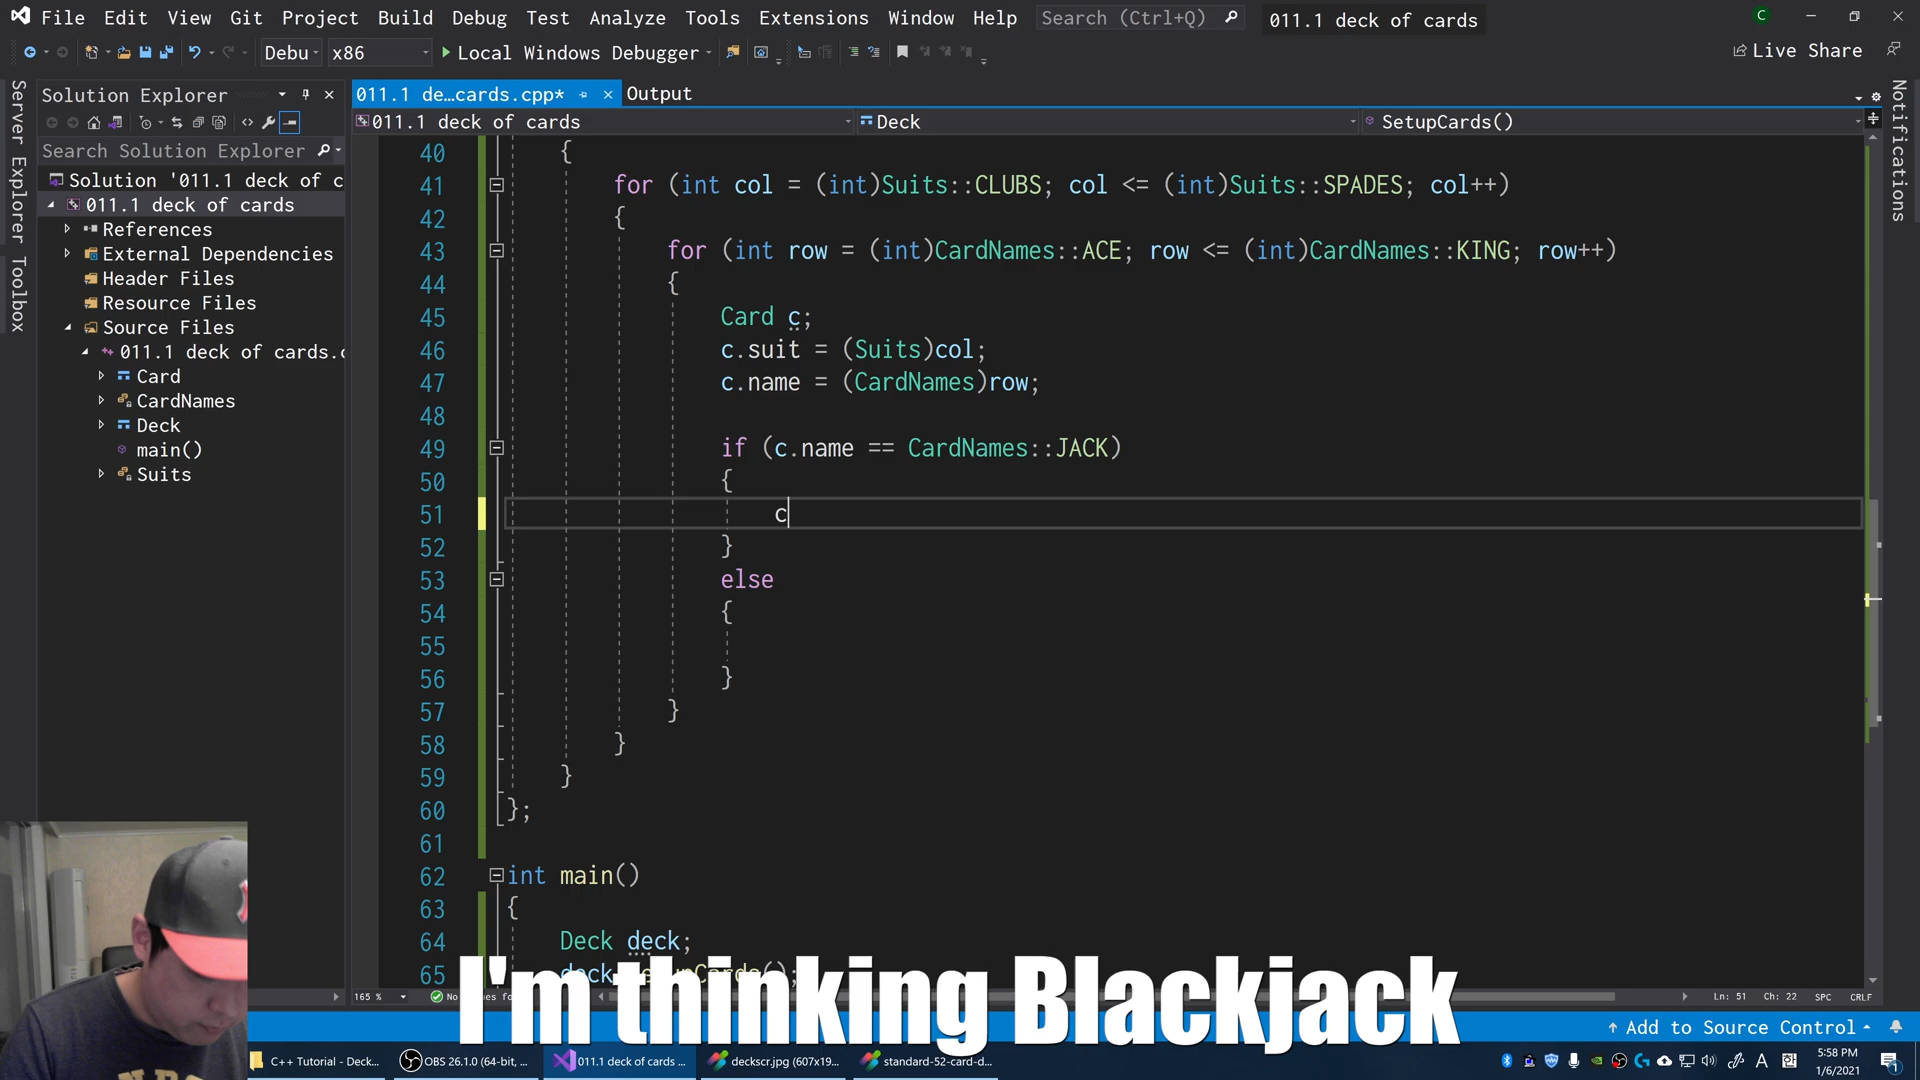 File Edit View Git Project Build Debug Test Analyze Tools Extensions Window Help Search (Ctrl+Q) 011.1 deck of cards C
Debu x86 Local Windows Debugger Live Share
Server Explorer
Toolbox
Solution Explorer
Search Solution Explorer
Solution '011.1 deck of c
011.1 deck of cards
References
External Dependencies
Header Files
Resource Files
Source Files
011.1 deck of cards.c
Card
CardNames
Deck
main()
Suits
011.1 de...cards.cpp* Output
011.1 deck of cards Deck SetupCards()
Notifications
40 {
41 for (int col = (int)Suits::CLUBS; col <= (int)Suits::SPADES; col++)
42 {
43 for (int row = (int)CardNames::ACE; row <= (int)CardNames::KING; row++)
44 {
45 Card c;
46 c.suit = (Suits)col;
47 c.name = (CardNames)row;
48
49 if (c.name == CardNames::JACK)
50 {
51 c
52 }
53 else
54 {
55
56 }
57 }
58 }
59 }
60 };
61
62 int main()
63 {
64 Deck deck;
65
I'm thinking Blackjack
165 % Ln: 51 Ch: 22 SPC CRLF
Add to Source Control
C++ Tutorial - Deck... OBS 26.1.0 (64-bit, ... 011.1 deck of cards ... deckscr.jpg (607x19... standard-52-card-d... A 한 5:58 PM
1/6/2021
1